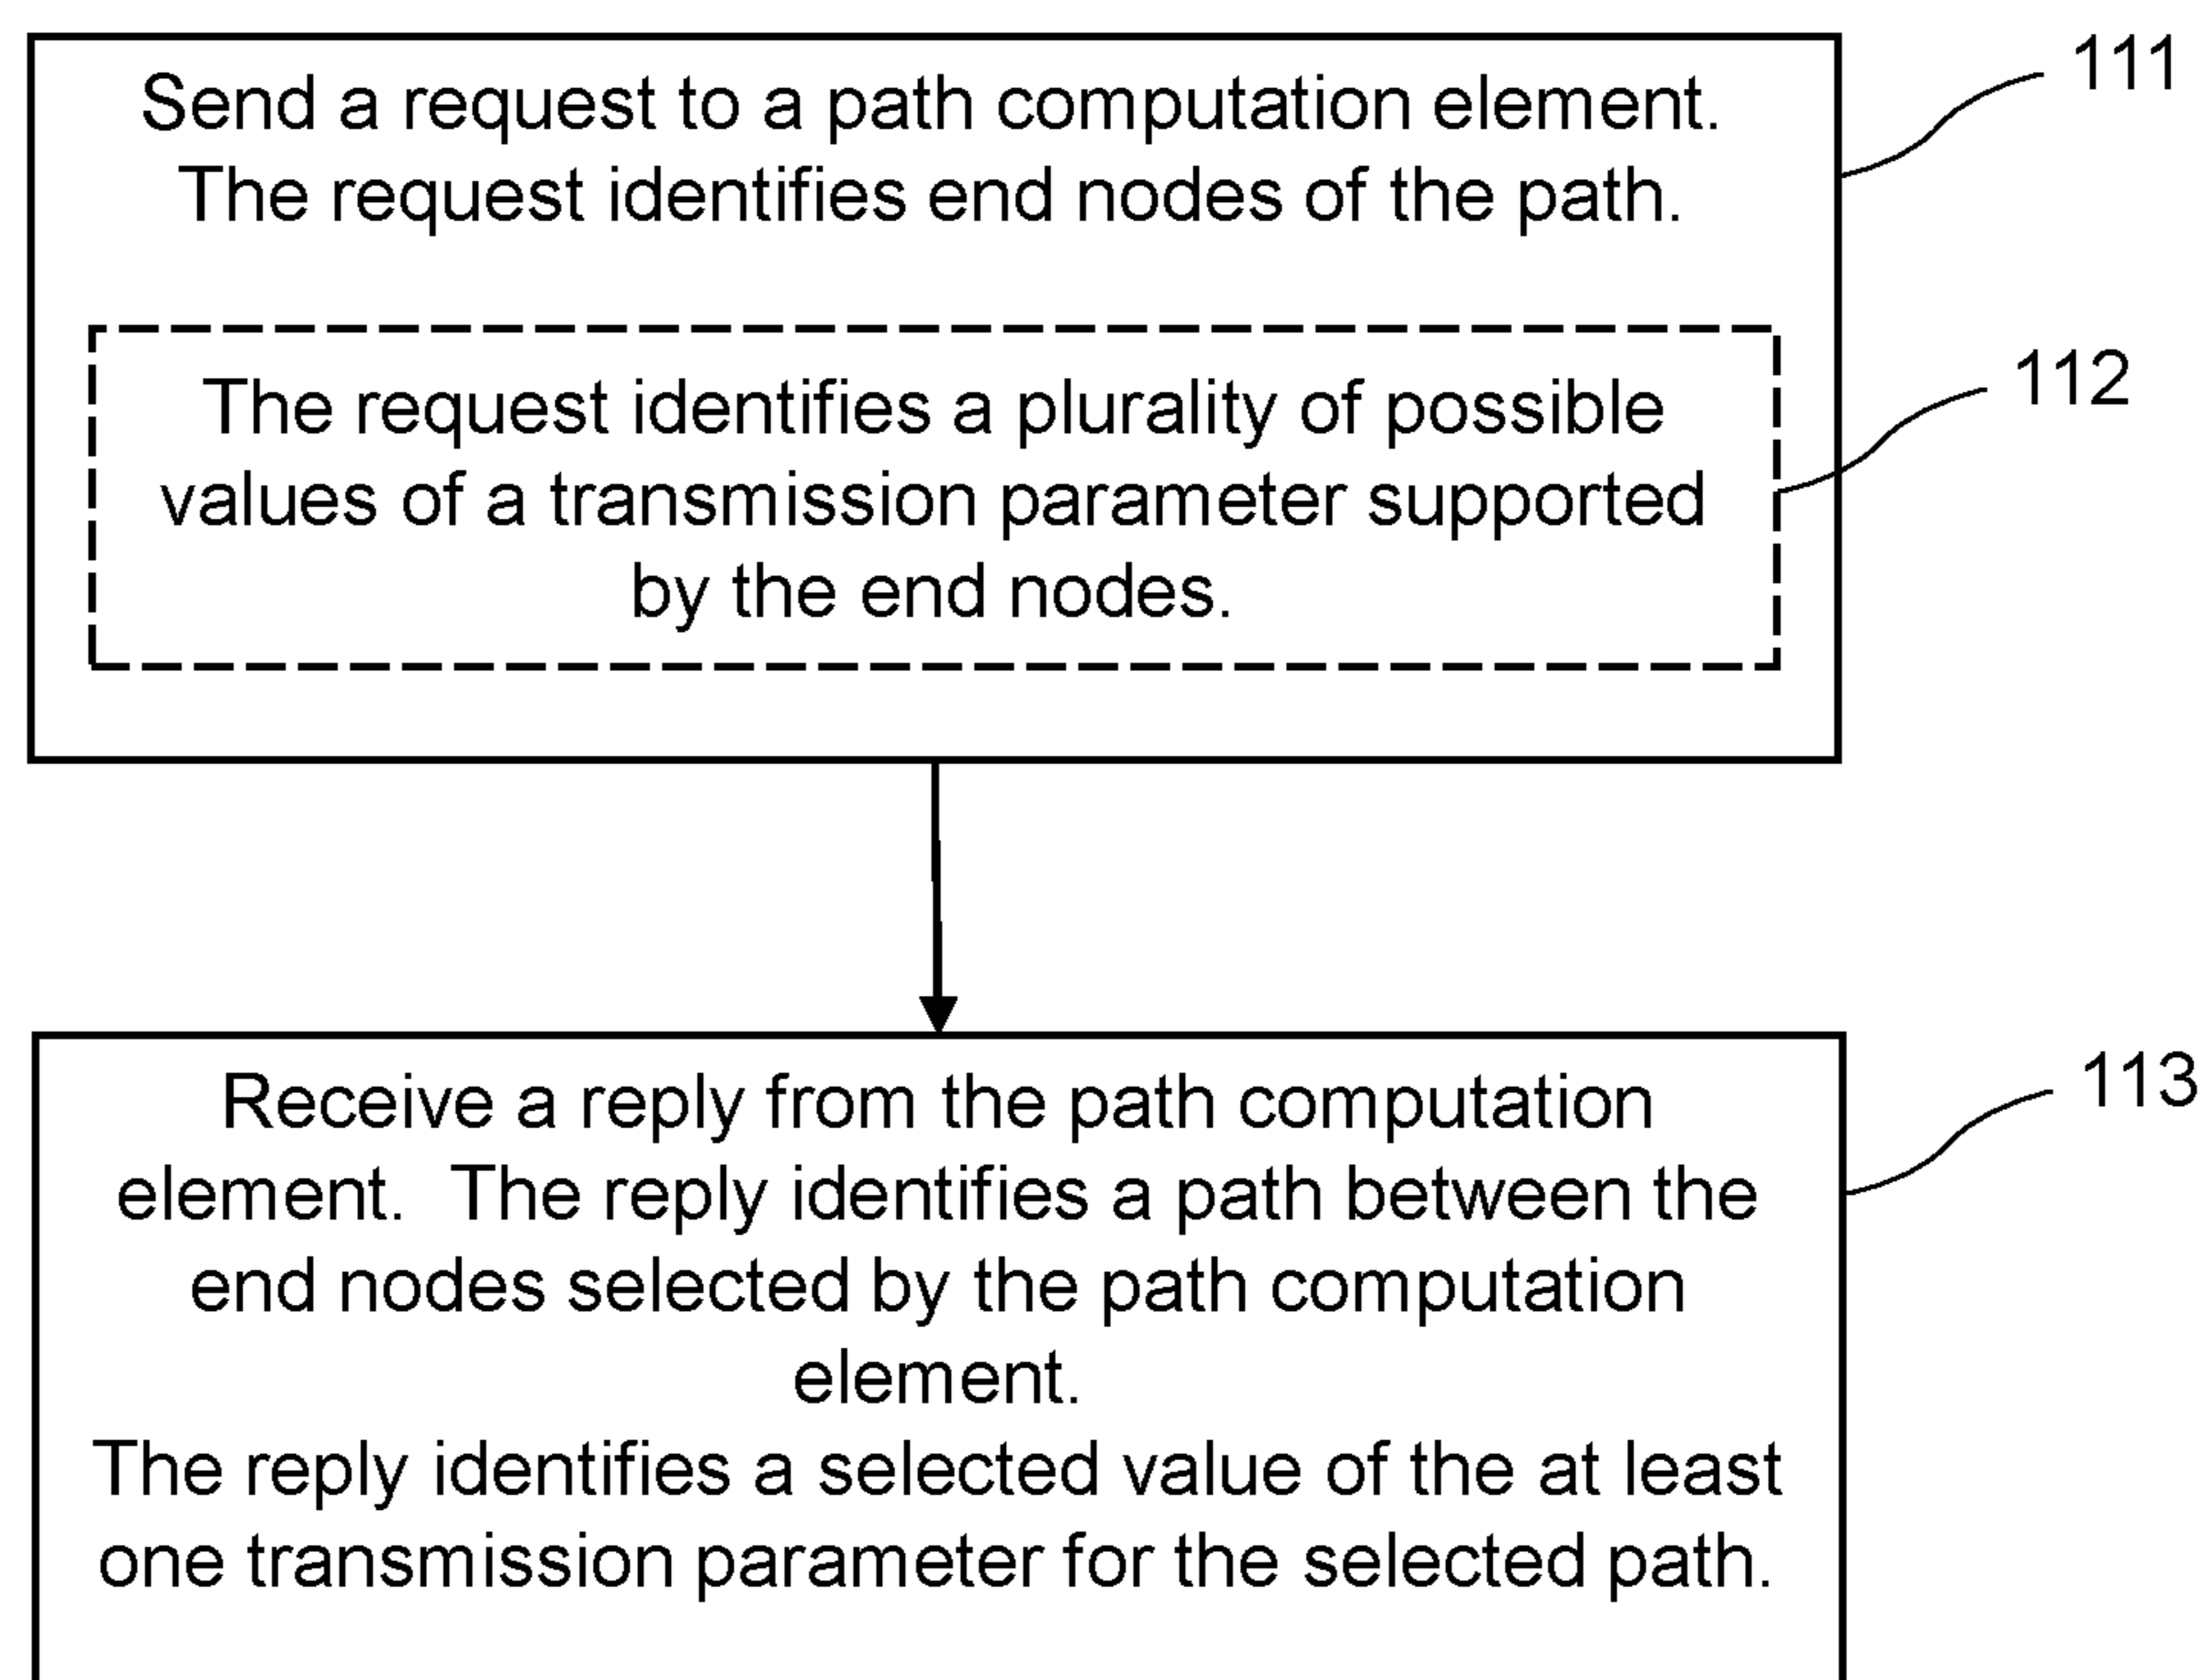 111
Send a request to a path computation element.
The request identifies end nodes of the path.
112
The request identifies a plurality of possible
values of a transmission parameter supported
by the end nodes.
113
Receive a reply from the path computation
element. The reply identifies a path between the
end nodes selected by the path computation
element.
The reply identifies a selected value of the at least
one transmission parameter for the selected path.